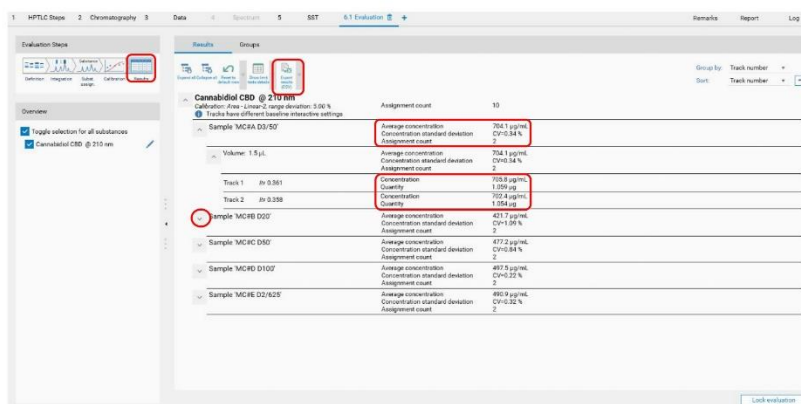 1 HPTLC Steps 2 Chromatography 3 Data 4 Spectrum 5 SST 6.1 Evaluation + Remarks Report Log
Evaluation Steps
Definition Integration Subst. assign. Calibration Results
Overview
Toggle selection for all substances
Cannabidiol CBD @ 210 nm
Results Groups
Expand all Collapse all
Group by: Track number
Sort: Track number
Cannabidiol CBD @ 210 nm
Calibration: Area - Linear-2, range deviation: 5.00 %
Tracks have different baseline interactive settings
Assignment count 10
Sample 'MC#A D3/50' Average concentration 704.1 µg/mL
Concentration standard deviation CV=0.34 %
Assignment count 2
Volume: 1.5 µL Average concentration 704.1 µg/mL
Concentration standard deviation CV=0.34 %
Assignment count 2
Track 1 Rf 0.361 Concentration 705.8 µg/mL
Quantity 1.059 µg
Track 2 Rf 0.358 Concentration 702.4 µg/mL
Quantity 1.054 µg
Sample 'MC#B D20' Average concentration 421.7 µg/mL
Concentration standard deviation CV=1.09 %
Assignment count 2
Sample 'MC#C D50' Average concentration 477.2 µg/mL
Concentration standard deviation CV=0.84 %
Assignment count 2
Sample 'MC#D D100' Average concentration 497.5 µg/mL
Concentration standard deviation CV=0.22 %
Assignment count 2
Sample 'MC#E D2/625' Average concentration 490.9 µg/mL
Concentration standard deviation CV=0.32 %
Assignment count 2
Lock evaluation